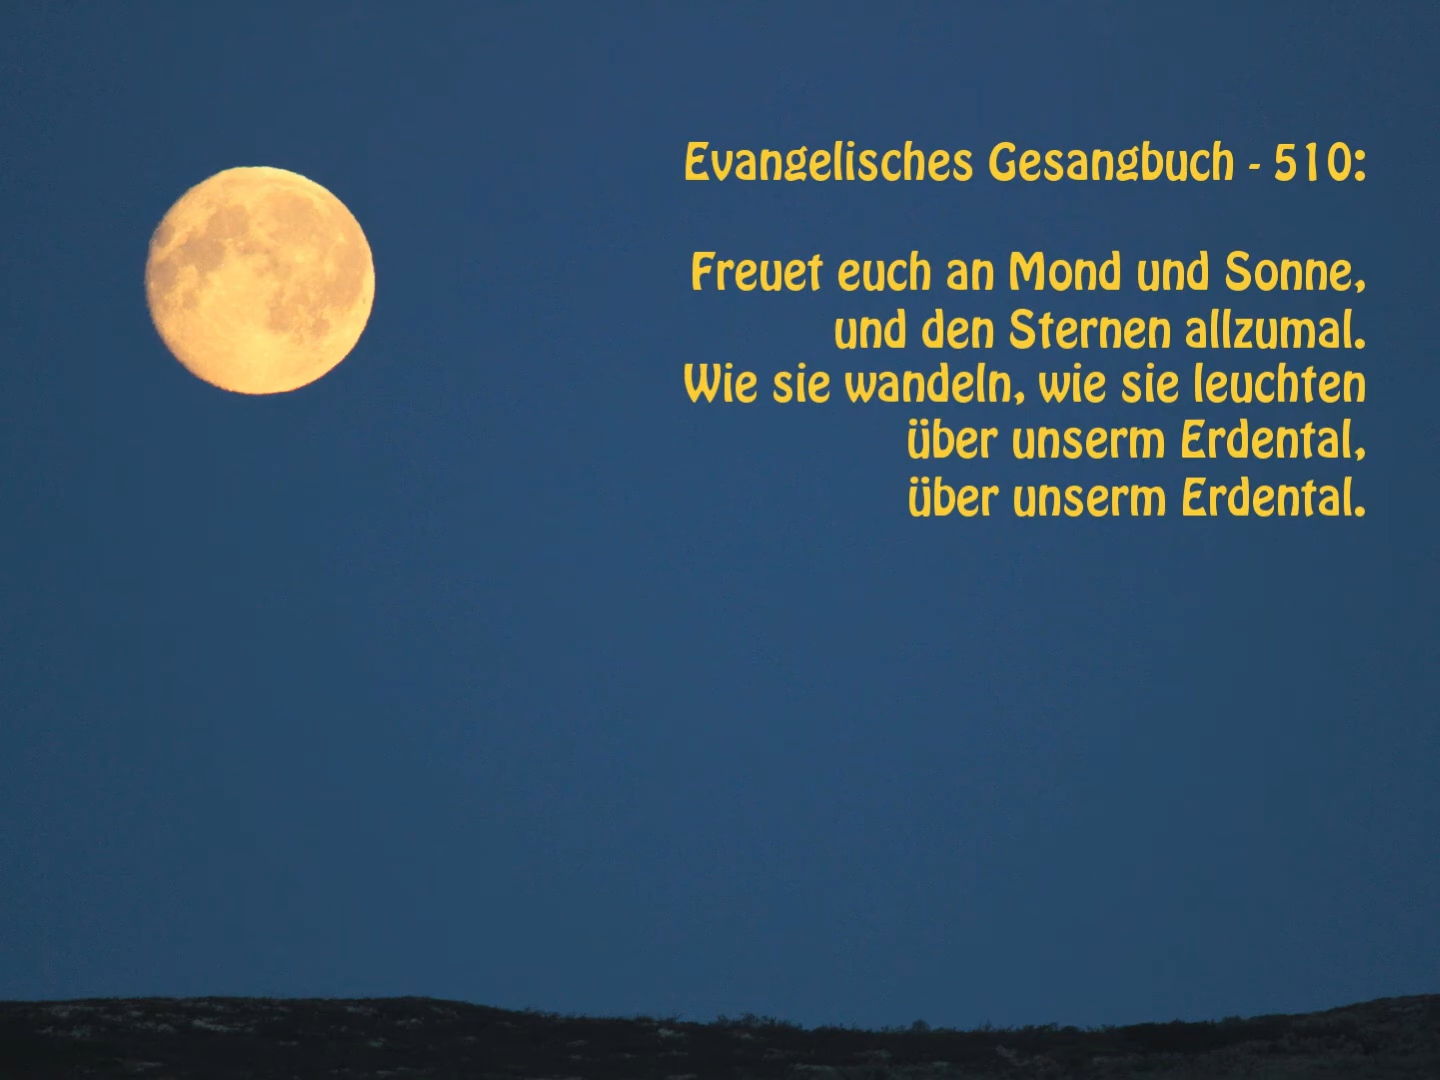 Evangelisches Gesangbuch - 510:
Freuet euch an Mond und Sonne,
und den Sternen allzumal.
Wie sie wandeln, wie sie leuchten
über unserm Erdental,
über unserm Erdental.